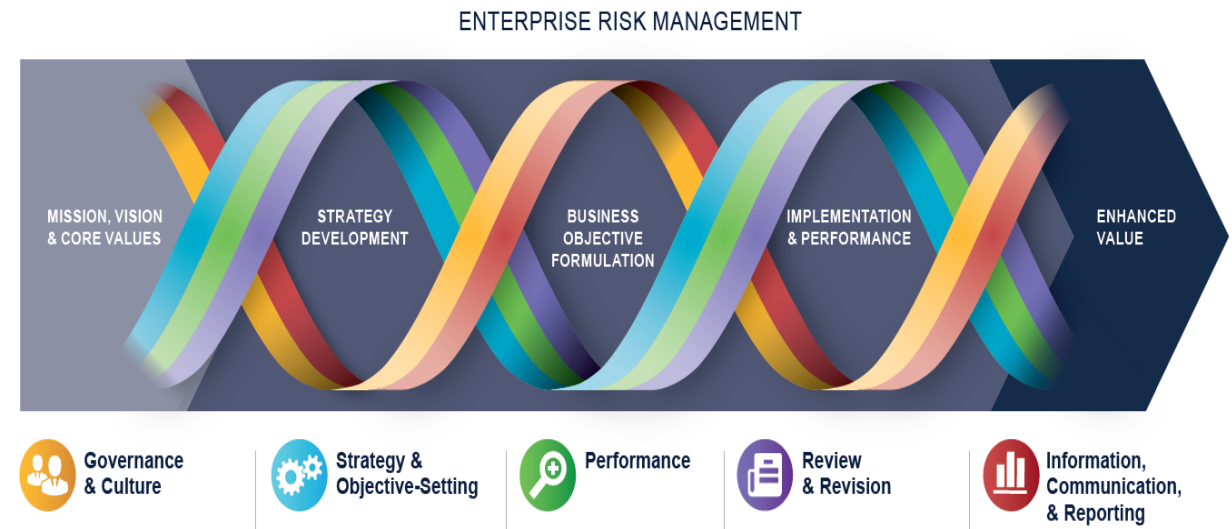 ENTERPRISE RISK MANAGEMENT
MISSION, VISION
& CORE VALUES
STRATEGY
DEVELOPMENT
BUSINESS
OBJECTIVE
FORMULATION
IMPLEMENTATION
& PERFORMANCE
ENHANCED
VALUE
Governance
& Culture
Strategy &
Objective-Setting
Performance
Review
& Revision
Information,
Communication,
& Reporting